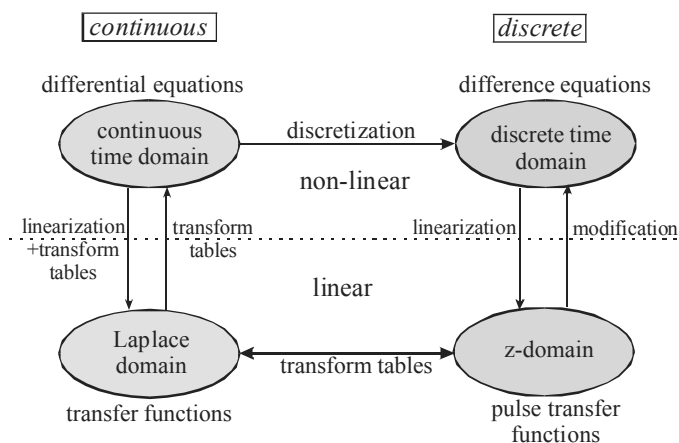 continuous
discrete
differential equations
difference equations
continuous
time domain
discretization
discrete time
domain
non-linear
linearization
+transform
tables
transform
tables
linearization
modification
linear
Laplace
domain
transform tables
z-domain
transfer functions
pulse transfer
functions